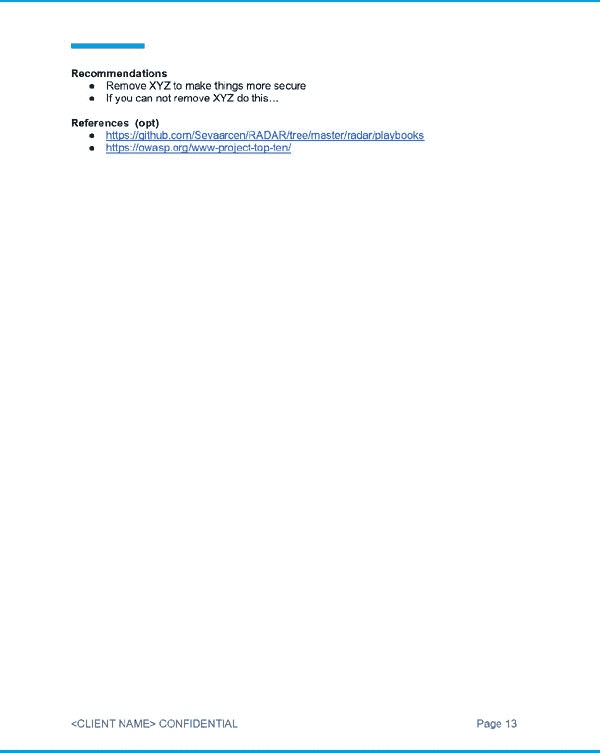 Recommendations
● Remove XYZ to make things more secure
● If you can not remove XYZ do this…
References (opt)
● https://github.com/Sevaarcen/RADAR/tree/master/radar/playbooks
● https://owasp.org/www-project-top-ten/
<CLIENT NAME> CONFIDENTIAL
Page 13